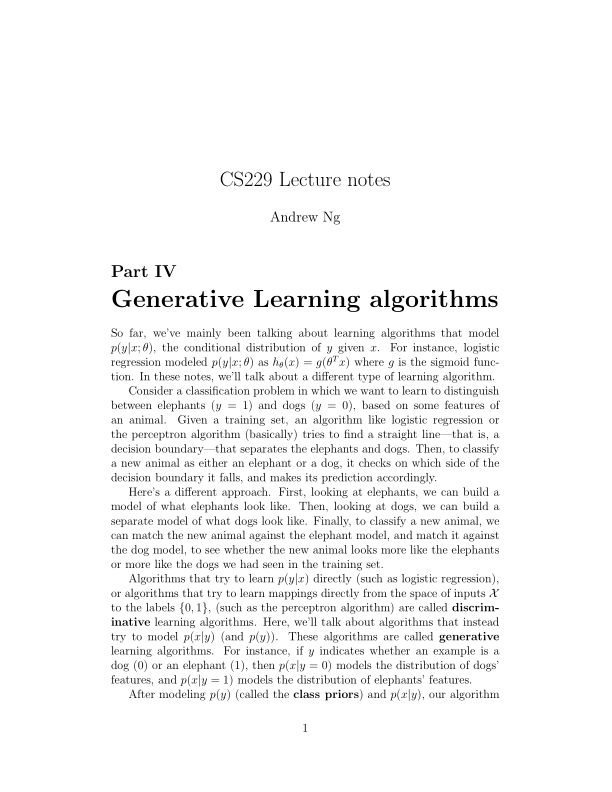 CS229 Lecture notes
Andrew Ng
Part IV
Generative Learning algorithms
So far, we've mainly been talking about learning algorithms that model
p(y|x; θ), the conditional distribution of y given x. For instance, logistic
regression modeled p(y|x; θ) as hθ(x) = g(θᵀx) where g is the sigmoid func-
tion. In these notes, we'll talk about a different type of learning algorithm.
Consider a classification problem in which we want to learn to distinguish
between elephants (y = 1) and dogs (y = 0), based on some features of
an animal. Given a training set, an algorithm like logistic regression or
the perceptron algorithm (basically) tries to find a straight line—that is, a
decision boundary—that separates the elephants and dogs. Then, to classify
a new animal as either an elephant or a dog, it checks on which side of the
decision boundary it falls, and makes its prediction accordingly.
Here's a different approach. First, looking at elephants, we can build a
model of what elephants look like. Then, looking at dogs, we can build a
separate model of what dogs look like. Finally, to classify a new animal, we
can match the new animal against the elephant model, and match it against
the dog model, to see whether the new animal looks more like the elephants
or more like the dogs we had seen in the training set.
Algorithms that try to learn p(y|x) directly (such as logistic regression),
or algorithms that try to learn mappings directly from the space of inputs 𝒳
to the labels {0, 1}, (such as the perceptron algorithm) are called discrim-
inative learning algorithms. Here, we'll talk about algorithms that instead
try to model p(x|y) (and p(y)). These algorithms are called generative
learning algorithms. For instance, if y indicates whether an example is a
dog (0) or an elephant (1), then p(x|y = 0) models the distribution of dogs'
features, and p(x|y = 1) models the distribution of elephants' features.
After modeling p(y) (called the class priors) and p(x|y), our algorithm
1